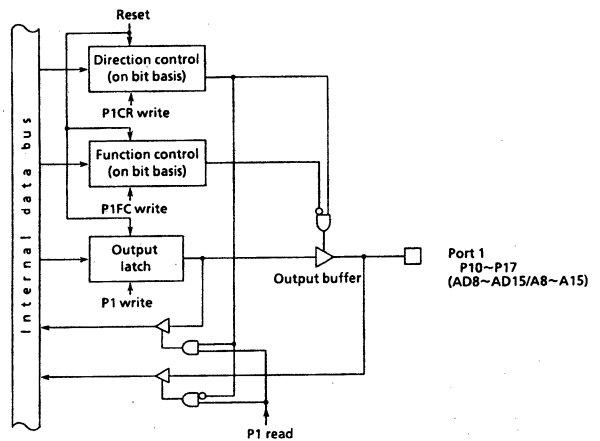 Reset
Direction control
(on bit basis)
P1CR write
Function control
(on bit basis)
P1FC write
Output
latch
P1 write
Output buffer
Port 1
P10~P17
(AD8~AD15/A8~A15)
Internal data bus
P1 read